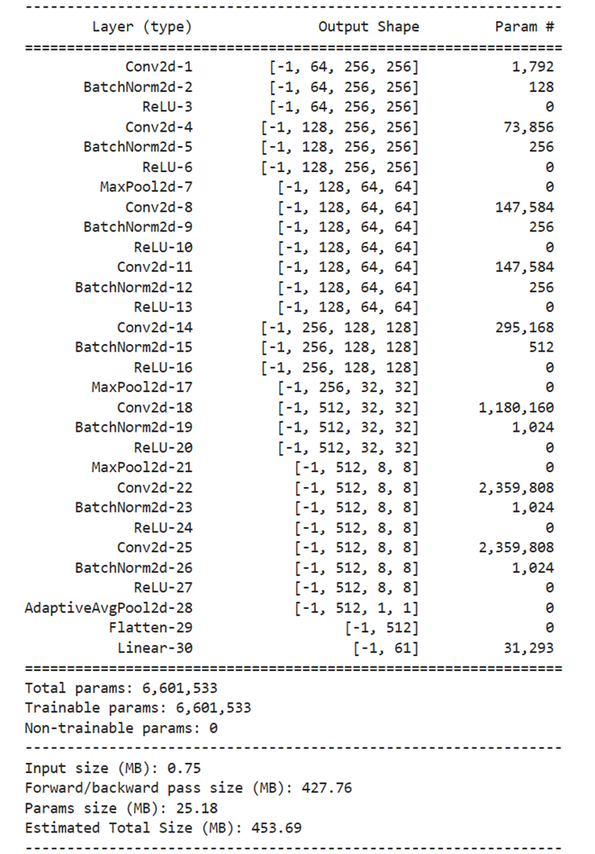 ----------------------------------------------------------------
Layer (type) Output Shape Param #
================================================================
Conv2d-1 [-1, 64, 256, 256] 1,792
BatchNorm2d-2 [-1, 64, 256, 256] 128
ReLU-3 [-1, 64, 256, 256] 0
Conv2d-4 [-1, 128, 256, 256] 73,856
BatchNorm2d-5 [-1, 128, 256, 256] 256
ReLU-6 [-1, 128, 256, 256] 0
MaxPool2d-7 [-1, 128, 64, 64] 0
Conv2d-8 [-1, 128, 64, 64] 147,584
BatchNorm2d-9 [-1, 128, 64, 64] 256
ReLU-10 [-1, 128, 64, 64] 0
Conv2d-11 [-1, 128, 64, 64] 147,584
BatchNorm2d-12 [-1, 128, 64, 64] 256
ReLU-13 [-1, 128, 64, 64] 0
Conv2d-14 [-1, 256, 128, 128] 295,168
BatchNorm2d-15 [-1, 256, 128, 128] 512
ReLU-16 [-1, 256, 128, 128] 0
MaxPool2d-17 [-1, 256, 32, 32] 0
Conv2d-18 [-1, 512, 32, 32] 1,180,160
BatchNorm2d-19 [-1, 512, 32, 32] 1,024
ReLU-20 [-1, 512, 32, 32] 0
MaxPool2d-21 [-1, 512, 8, 8] 0
Conv2d-22 [-1, 512, 8, 8] 2,359,808
BatchNorm2d-23 [-1, 512, 8, 8] 1,024
ReLU-24 [-1, 512, 8, 8] 0
Conv2d-25 [-1, 512, 8, 8] 2,359,808
BatchNorm2d-26 [-1, 512, 8, 8] 1,024
ReLU-27 [-1, 512, 8, 8] 0
AdaptiveAvgPool2d-28 [-1, 512, 1, 1] 0
Flatten-29 [-1, 512] 0
Linear-30 [-1, 61] 31,293
================================================================
Total params: 6,601,533
Trainable params: 6,601,533
Non-trainable params: 0
----------------------------------------------------------------
Input size (MB): 0.75
Forward/backward pass size (MB): 427.76
Params size (MB): 25.18
Estimated Total Size (MB): 453.69
----------------------------------------------------------------